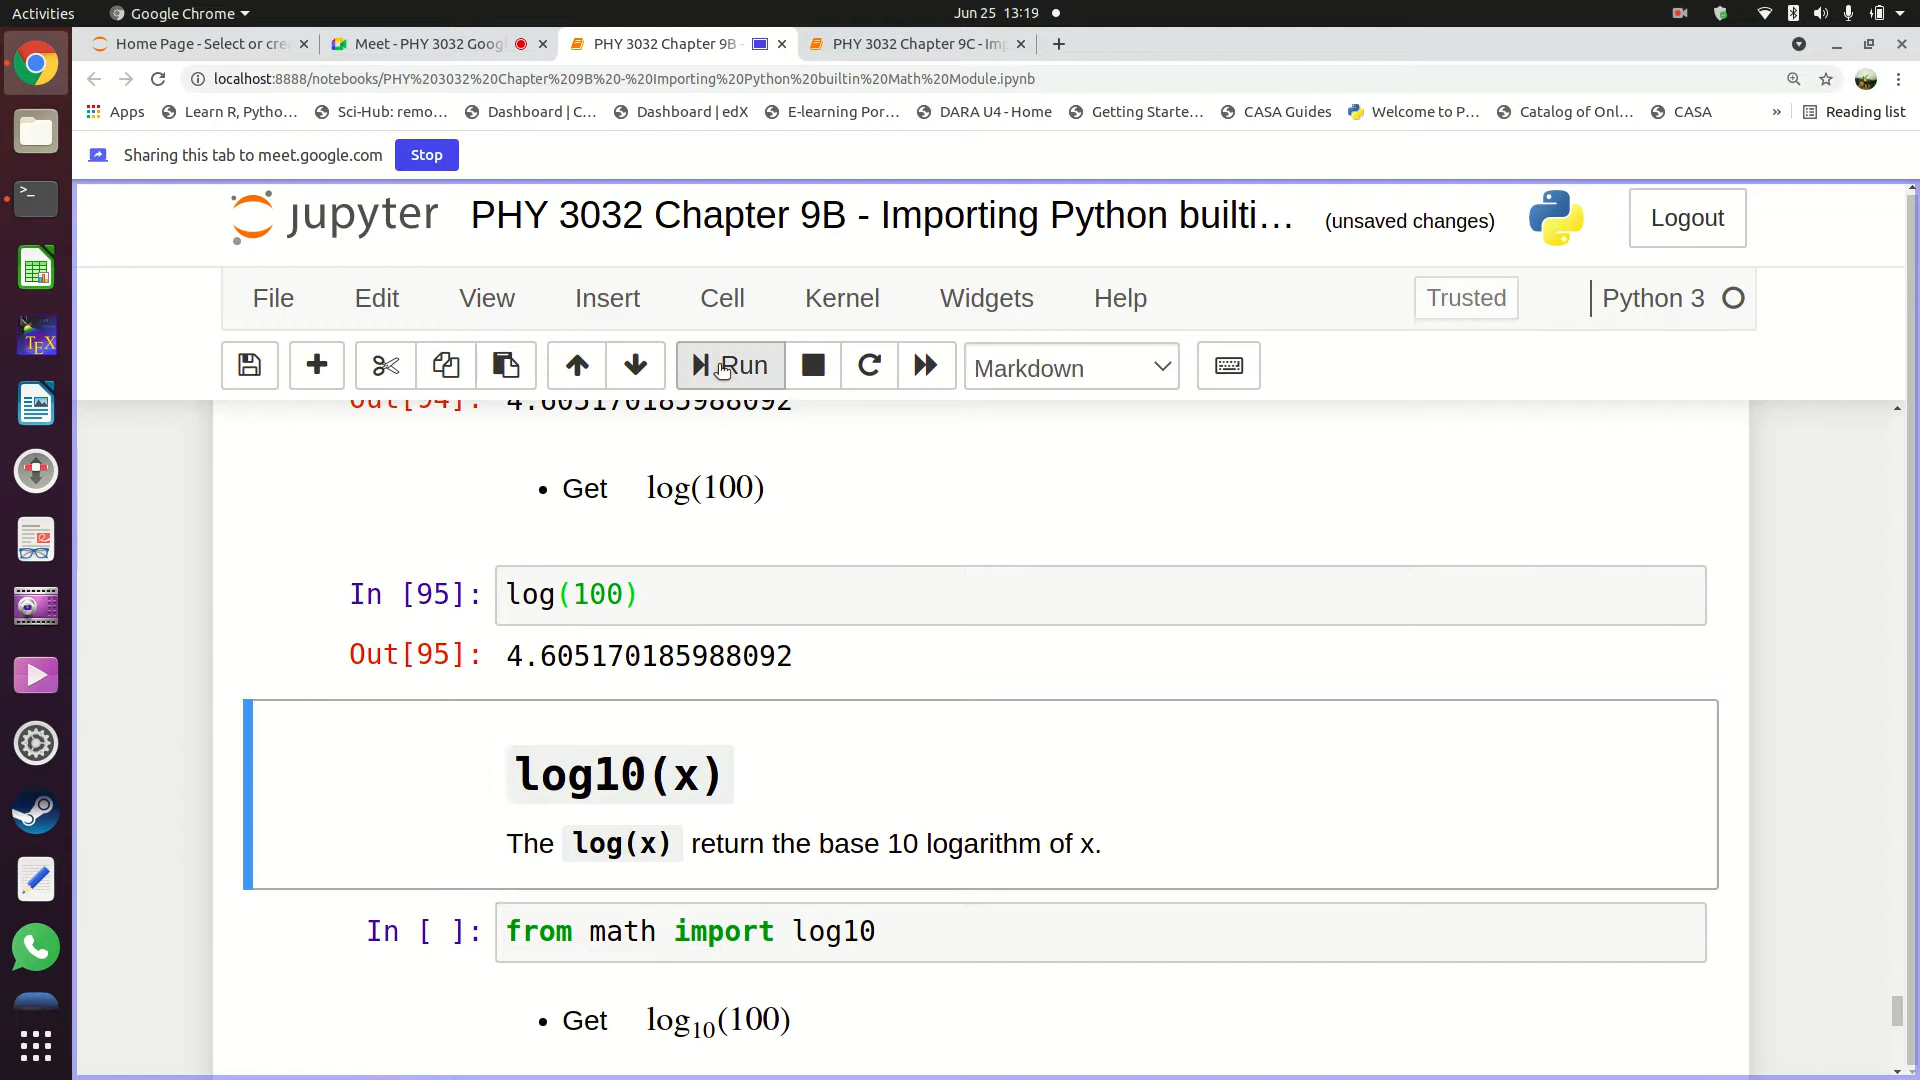 Activities Google Chrome Jun 25 13:19
Home Page - Select or cre Meet - PHY 3032 Goog PHY 3032 Chapter 9B - PHY 3032 Chapter 9C - Im
localhost:8888/notebooks/PHY%203032%20Chapter%209B%20-%20Importing%20Python%20builtin%20Math%20Module.ipynb
Apps Learn R, Pytho... Sci-Hub: remo... Dashboard | C... Dashboard | edX E-learning Por... DARA U4 - Home Getting Starte... CASA Guides Welcome to P... Catalog of Onl... CASA » Reading list
Sharing this tab to meet.google.com Stop
jupyter PHY 3032 Chapter 9B - Importing Python builti... (unsaved changes) Logout
File Edit View Insert Cell Kernel Widgets Help Trusted Python 3
Run Markdown
Out[94]: 4.605170185988092
• Get log(100)
In [95]: log(100)
Out[95]: 4.605170185988092
log10(x)
The log(x) return the base 10 logarithm of x.
In [ ]: from math import log10
• Get log₁₀(100)